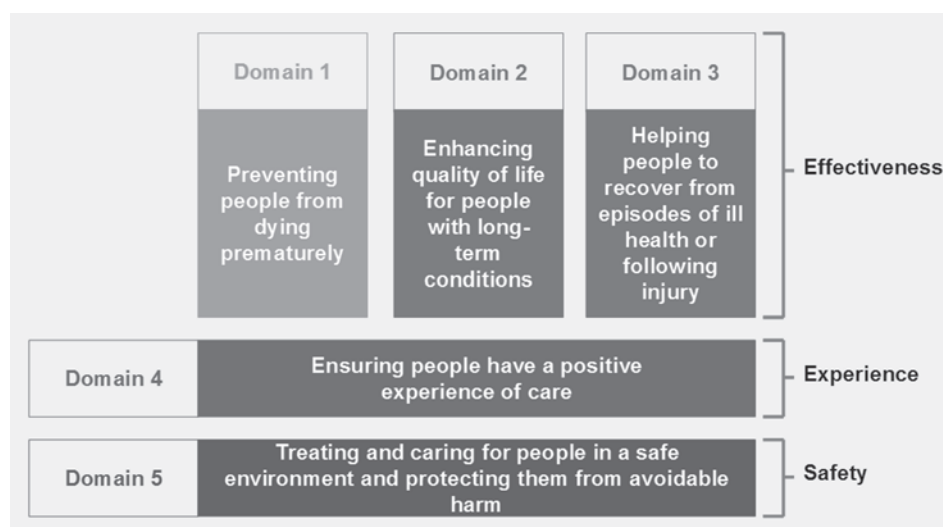 Domain 1
Preventing
people from
dying
prematurely
Domain 2
Enhancing
quality of life
for people
with long-
term
conditions
Domain 3
Helping
people to
recover from
episodes of ill
health or
following
injury
Effectiveness
Domain 4
Ensuring people have a positive
experience of care
Experience
Domain 5
Treating and caring for people in a safe
environment and protecting them from avoidable
harm
Safety